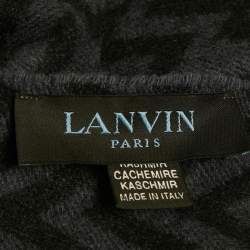 LANVIN
PARIS
KASHMIR
CACHEMIRE
KASCHMIR
MADE IN ITALY